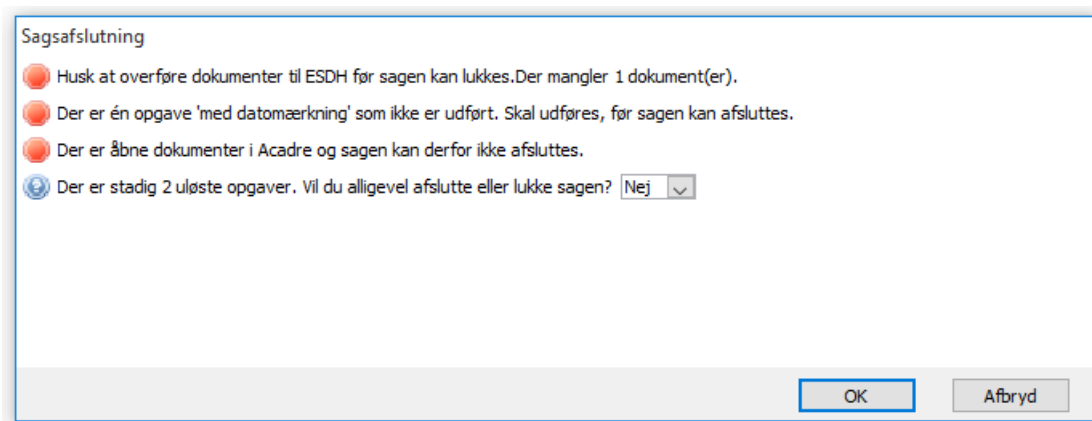 Sagsafslutning
Husk at overføre dokumenter til ESDH før sagen kan lukkes.Der mangler 1 dokument(er).
Der er én opgave 'med datomærkning' som ikke er udført. Skal udføres, før sagen kan afsluttes.
Der er åbne dokumenter i Acadre og sagen kan derfor ikke afsluttes.
Der er stadig 2 uløste opgaver. Vil du alligevel afslutte eller lukke sagen? Nej
OK Afbryd